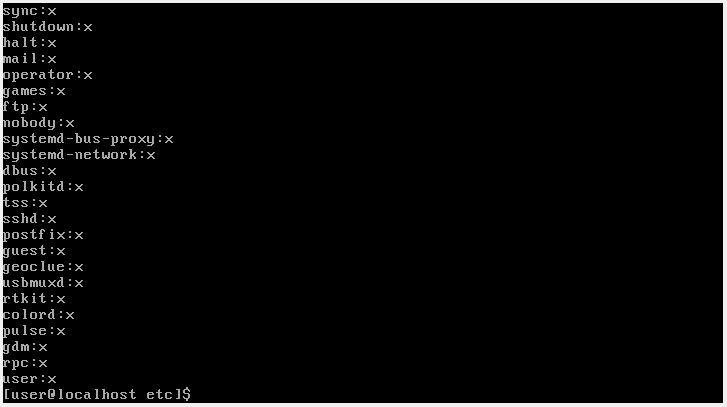 sync:x
shutdown:x
halt:x
mail:x
operator:x
games:x
ftp:x
nobody:x
systemd-bus-proxy:x
systemd-network:x
dbus:x
polkitd:x
tss:x
sshd:x
postfix:x
guest:x
geoclue:x
usbmuxd:x
rtkit:x
colord:x
pulse:x
gdm:x
rpc:x
user:x
[user@localhost etc]$